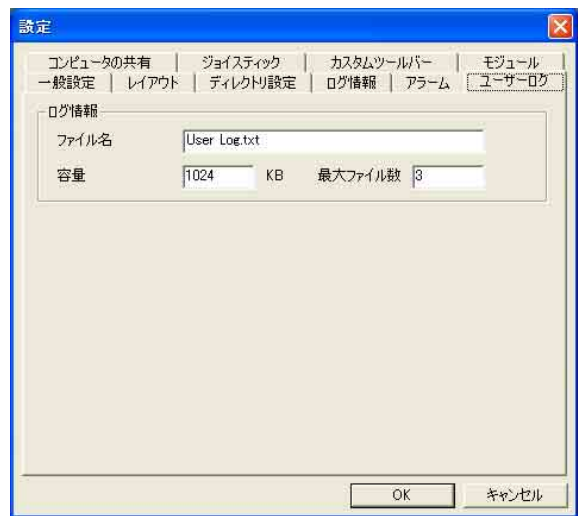 設定
コンピュータの共有 ジョイスティック カスタムツールバー モジュール
一般設定 レイアウト ディレクトリ設定 ログ情報 アラーム ユーザーログ
ログ情報
ファイル名 User Log.txt
容量 1024 KB 最大ファイル数 3
OK キャンセル